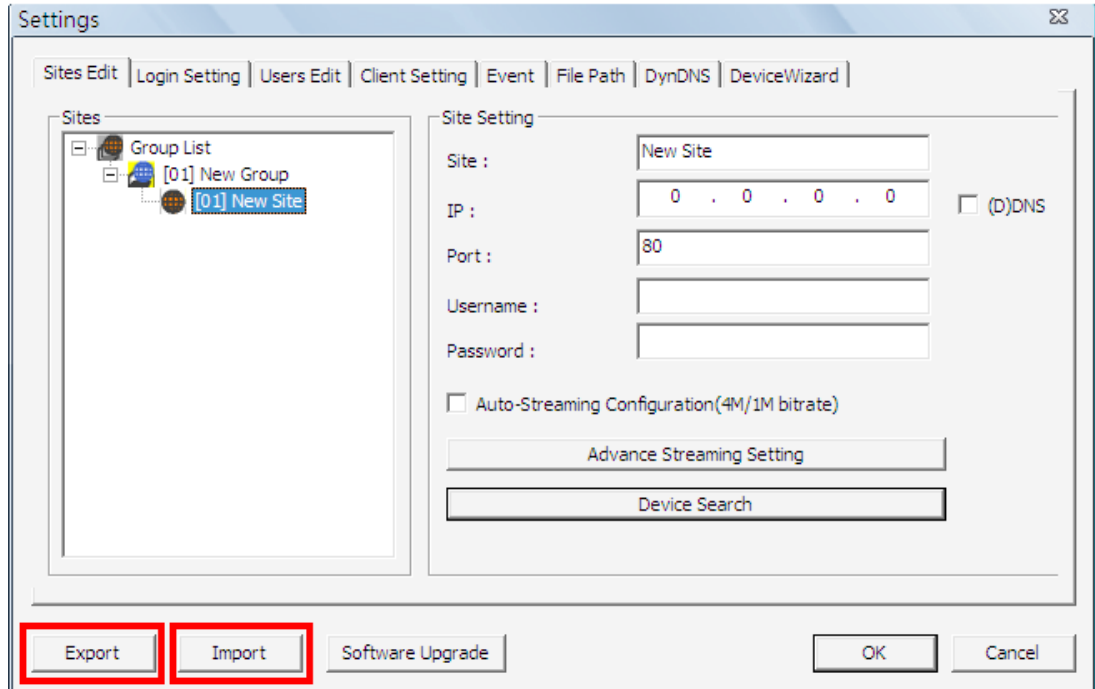 Settings
Sites Edit Login Setting Users Edit Client Setting Event File Path DynDNS DeviceWizard
Sites
Group List
[01] New Group
[01] New Site
Site Setting
Site : New Site
IP : 0 . 0 . 0 . 0 (D)DNS
Port : 80
Username :
Password :
Auto-Streaming Configuration(4M/1M bitrate)
Advance Streaming Setting
Device Search
Export Import Software Upgrade OK Cancel